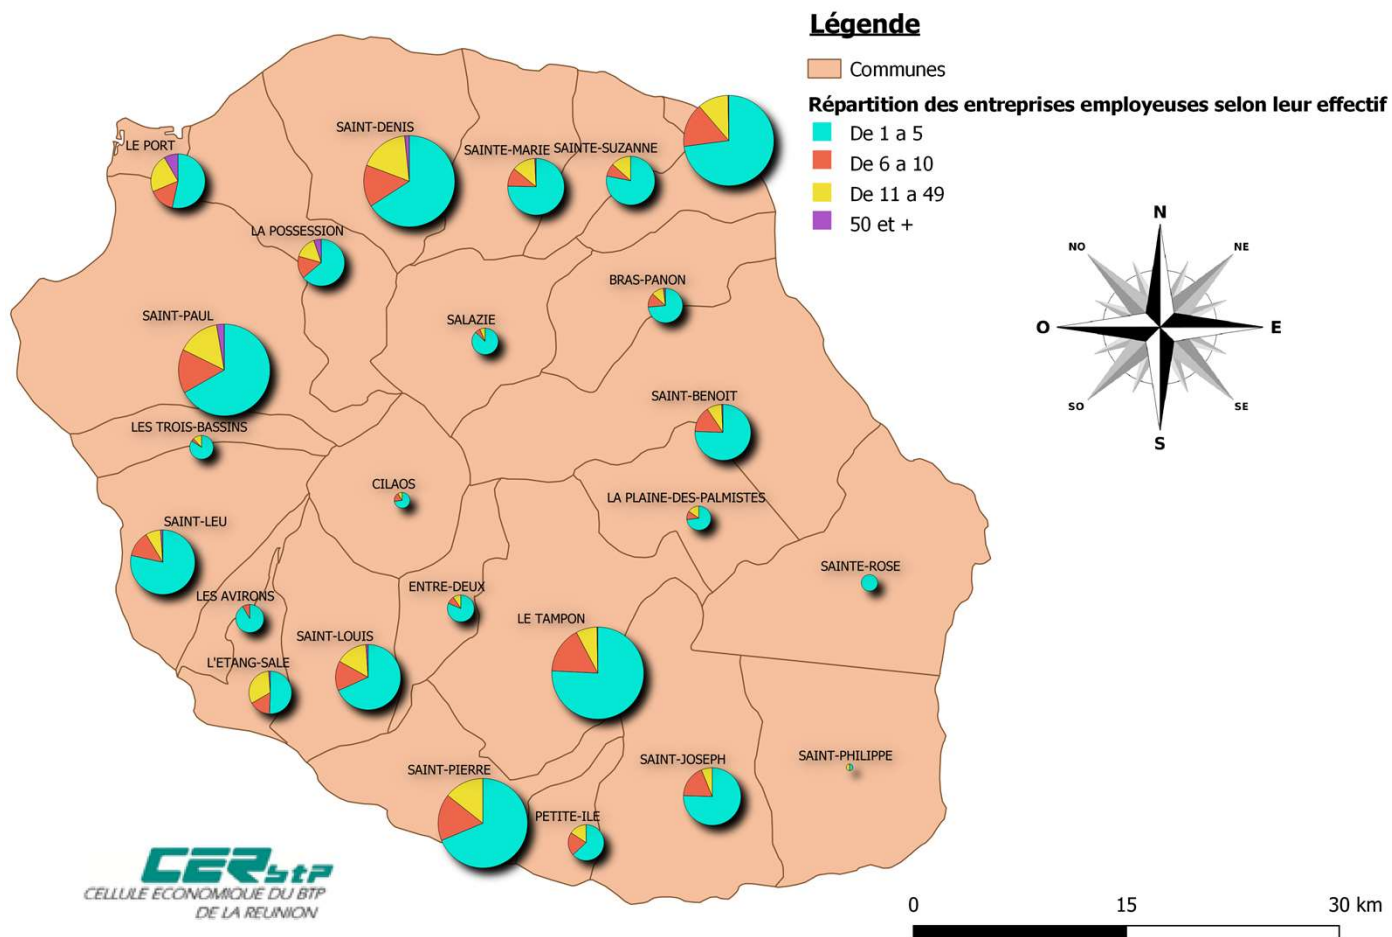 Légende
Communes
Répartition des entreprises employeuses selon leur effectif
De 1 a 5
De 6 a 10
De 11 a 49
50 et +
LE PORT
SAINT-DENIS
SAINTE-MARIE
SAINTE-SUZANNE
LA POSSESSION
BRAS-PANON
SAINT-PAUL
SALAZIE
LES TROIS-BASSINS
SAINT-BENOIT
CILAOS
LA PLAINE-DES-PALMISTES
SAINT-LEU
SAINTE-ROSE
LES AVIRONS
ENTRE-DEUX
LE TAMPON
SAINT-LOUIS
L'ETANG-SALE
SAINT-PIERRE
SAINT-JOSEPH
SAINT-PHILIPPE
PETITE-ILE
N
NO
NE
O
E
SO
SE
S
CERbtp
CELLULE ECONOMIQUE DU BTP
DE LA REUNION
0
15
30 km